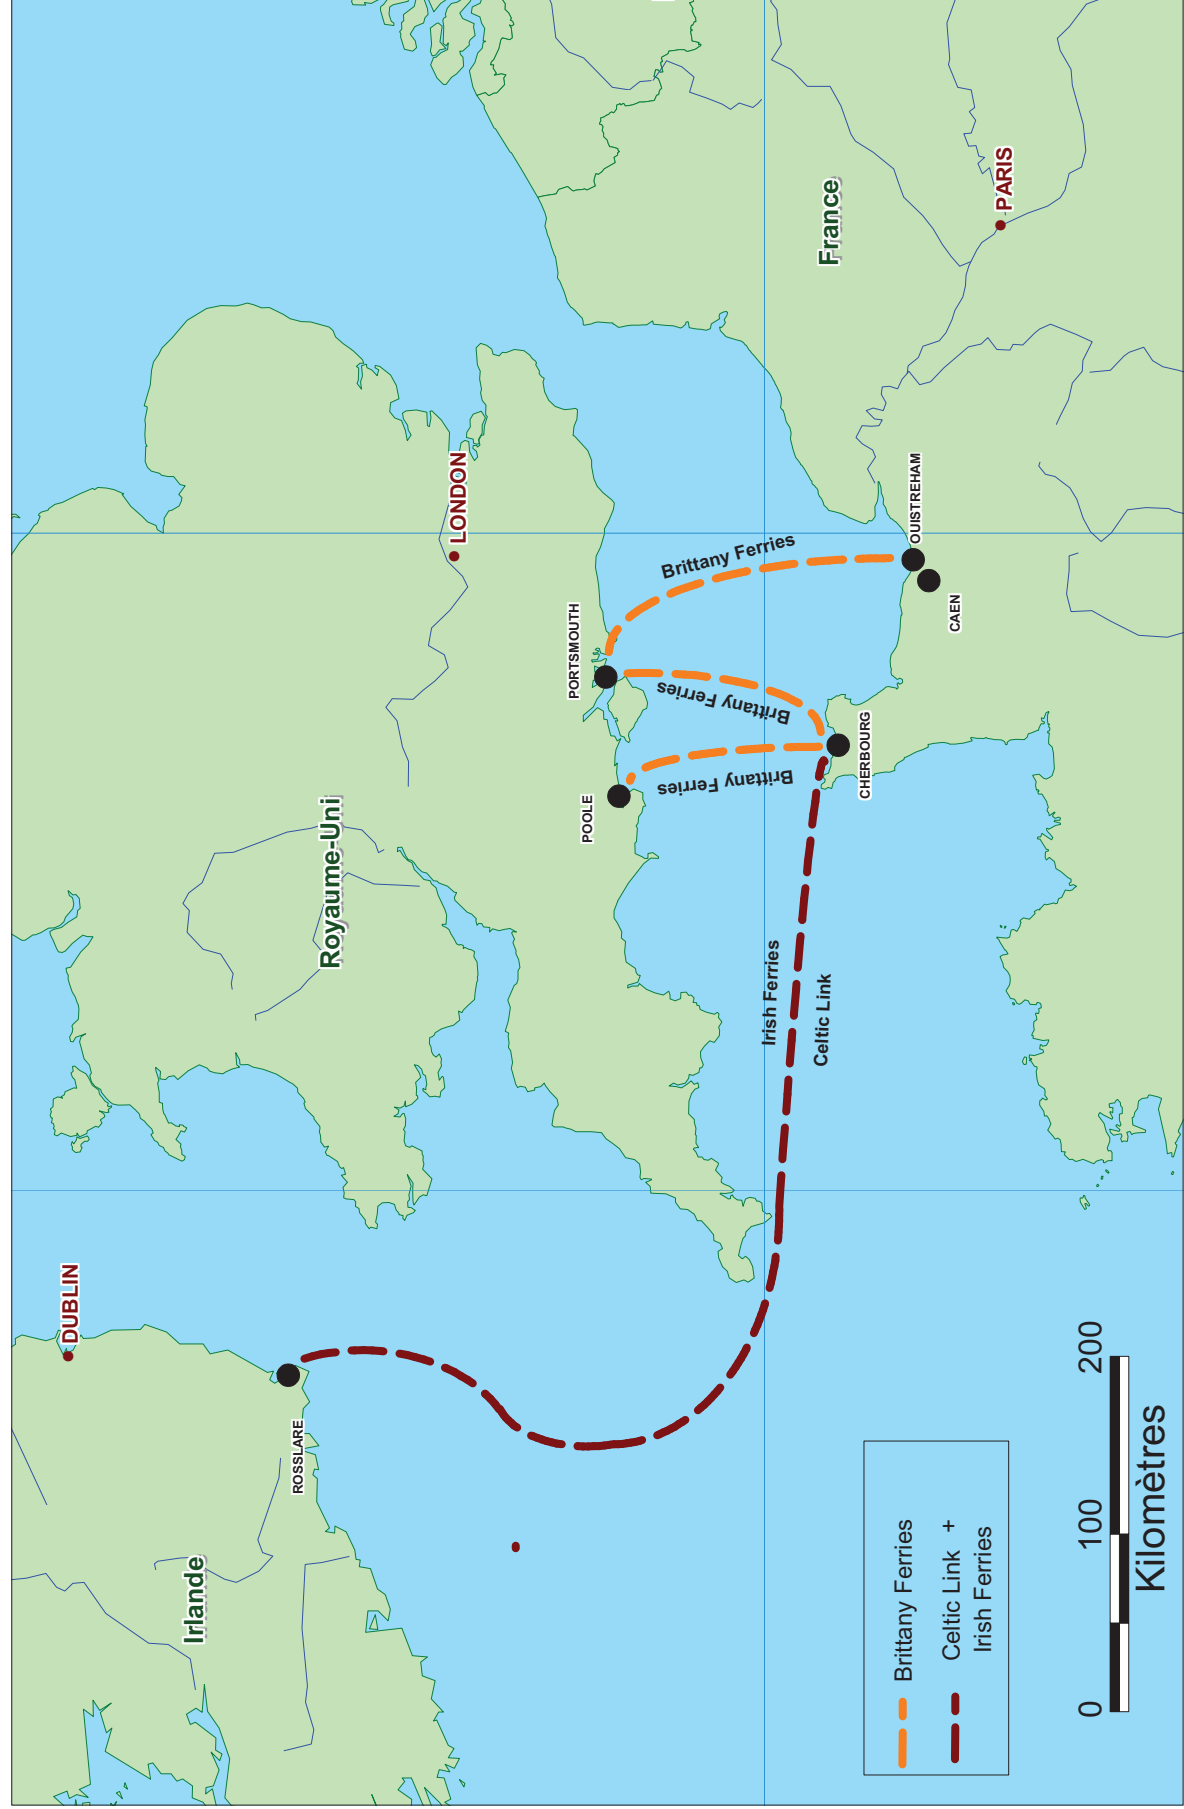 DUBLIN
Irlande
ROSSLARE
Royaume-Uni
LONDON
POOLE
PORTSMOUTH
Brittany Ferries
Brittany Ferries
Brittany Ferries
Irish Ferries
Celtic Link
CHERBOURG
CAEN
OUISTREHAM
France
PARIS
Brittany Ferries
Celtic Link +
Irish Ferries
0 100 200
Kilomètres